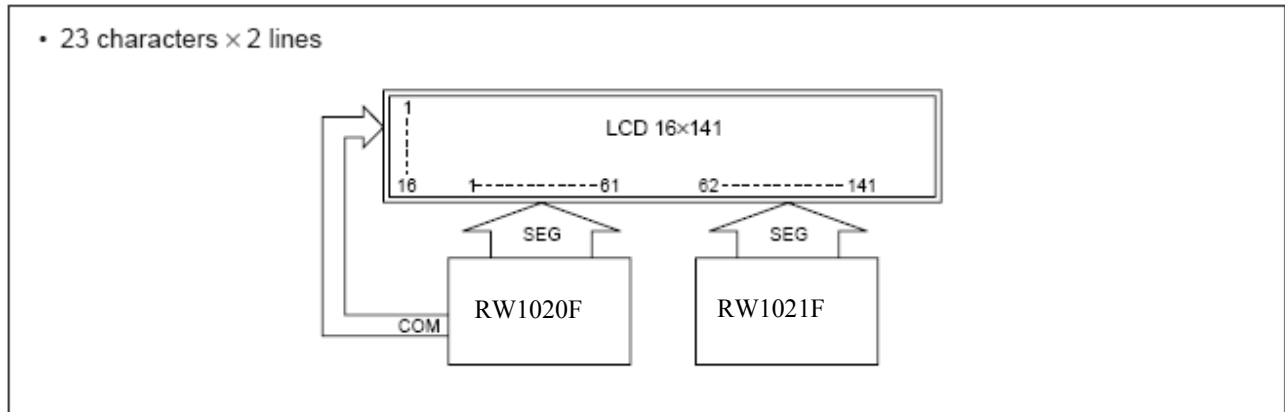 • 23 characters × 2 lines
1
LCD 16×141
16 1 61 62 141
SEG SEG
RW1020F RW1021F
COM